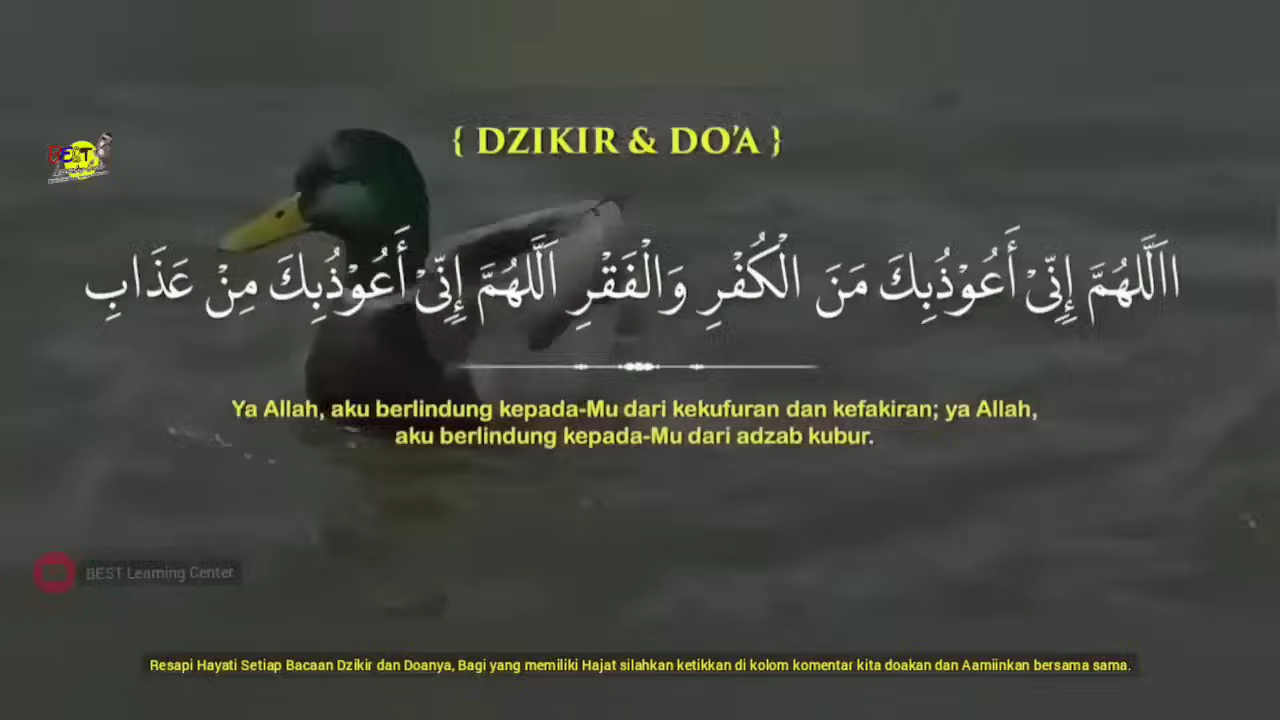 { DZIKIR & DO'A }
BEST
االَلَّهُمَّ إِنِّىْ أَعُوْذُبِكَ مَنَ الْكُفْرِ وَالْفَقْرِ اَللَّهُمَّ إِنِّىْ أَعُوْذُبِكَ مِنْ عَذَابِ
Ya Allah, aku berlindung kepada-Mu dari kekufuran dan kefakiran; ya Allah,
aku berlindung kepada-Mu dari adzab kubur.
BEST Learning Center
Resapi Hayati Setiap Bacaan Dzikir dan Doanya, Bagi yang memiliki Hajat silahkan ketikkan di kolom komentar kita doakan dan Aamiinkan bersama sama.